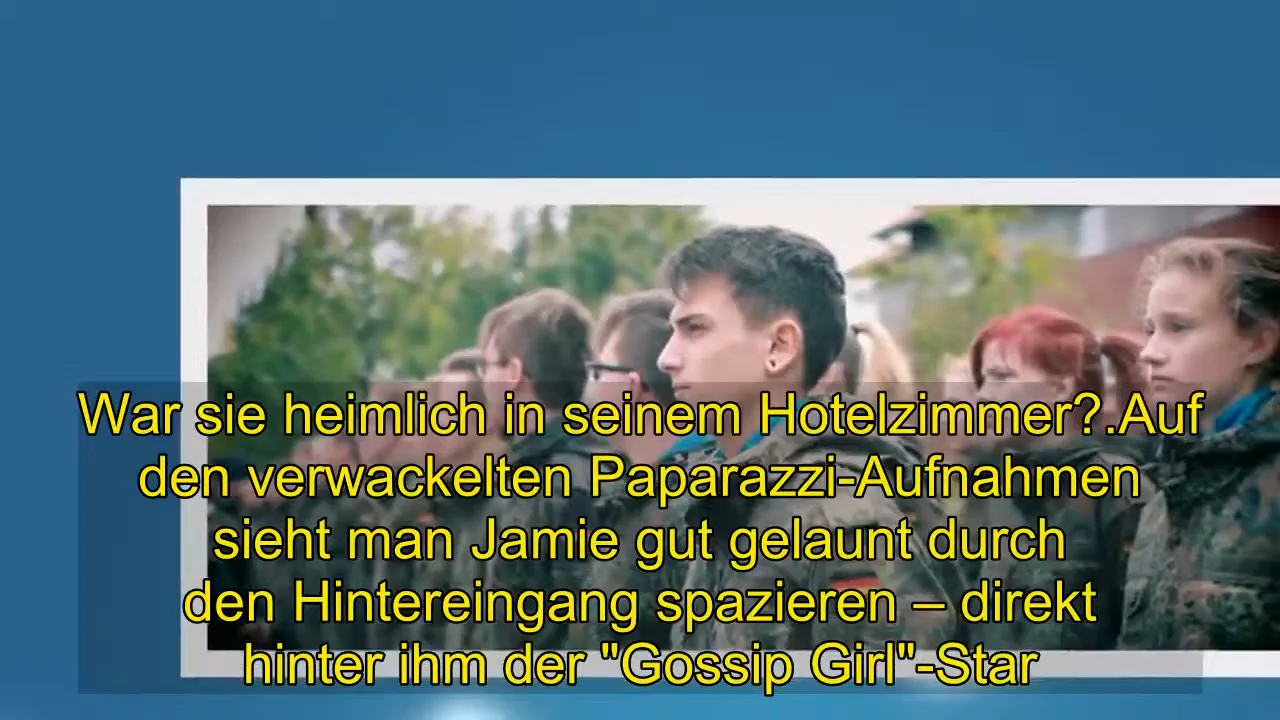 War sie heimlich in seinem Hotelzimmer?.Auf
den verwackelten Paparazzi-Aufnahmen
sieht man Jamie gut gelaunt durch
den Hintereingang spazieren – direkt
hinter ihm der "Gossip Girl"-Star